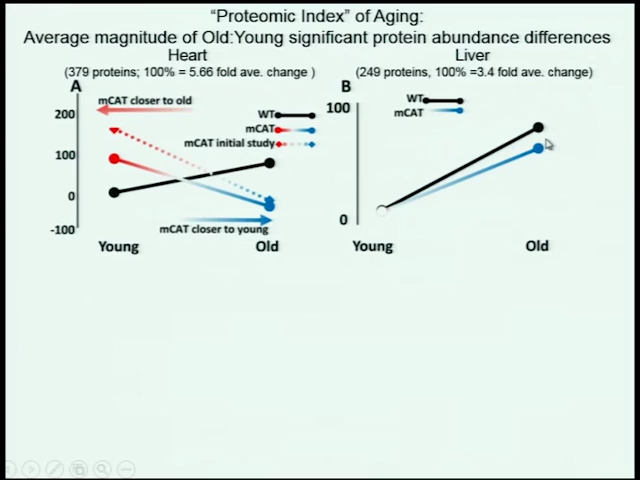 “Proteomic Index” of Aging:
Average magnitude of Old:Young significant protein abundance differences
Heart
(379 proteins; 100% = 5.66 fold ave. change )
A
mCAT closer to old
WT
mCAT
mCAT initial study
200
100
0
-100
mCAT closer to young
Young
Old
Liver
(249 proteins, 100% =3.4 fold ave. change)
B
WT
mCAT
100
0
Young
Old